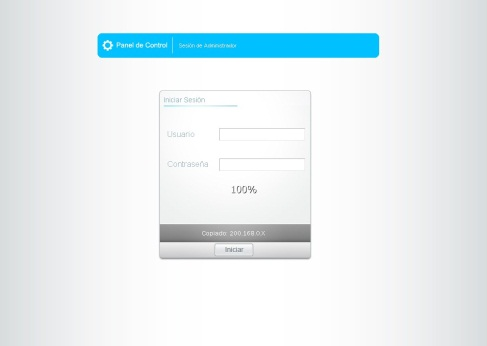 Panel de Control Sesión de Administrador
Iniciar Sesión
Usuario
Contraseña
100%
Copiado: 200.168.0.X
Iniciar